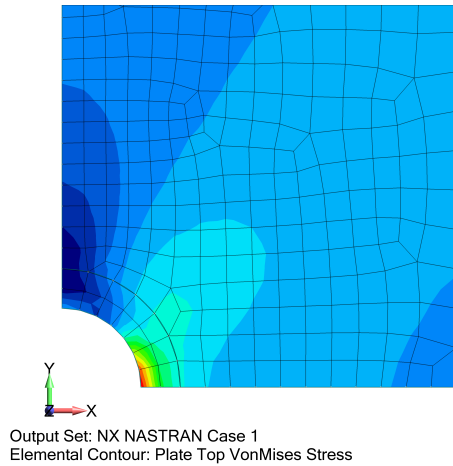 Y
Z X
Output Set: NX NASTRAN Case 1
Elemental Contour: Plate Top VonMises Stress